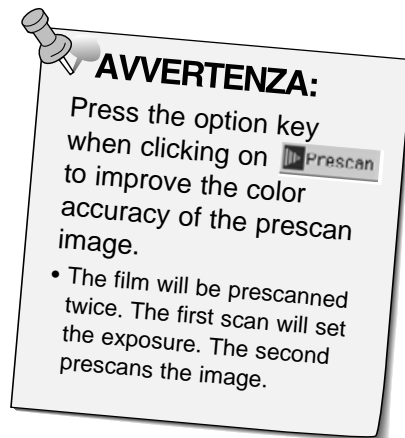 AVVERTENZA:
Press the option key
when clicking on Prescan
to improve the color
accuracy of the prescan
image.
• The film will be prescanned
twice. The first scan will set
the exposure. The second
prescans the image.